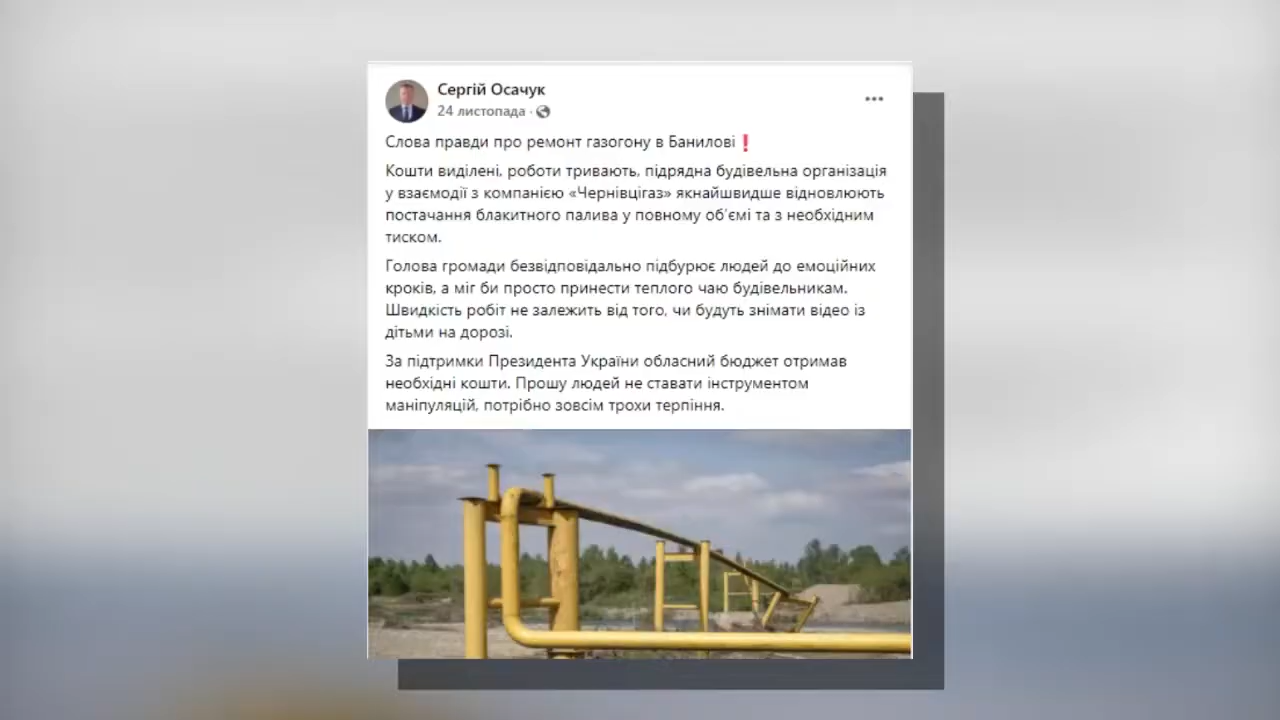 Сергій Осачук
24 листопада ·
Слова правди про ремонт газогону в Банилові❗
Кошти виділені, роботи тривають, підрядна будівельна організація
у взаємодії з компанією «Чернівцігаз» якнайшвидше відновлюють
постачання блакитного палива у повному об'ємі та з необхідним
тиском.
Голова громади безвідповідально підбурює людей до емоційних
кроків, а міг би просто принести теплого чаю будівельникам.
Швидкість робіт не залежить від того, чи будуть знімати відео із
дітьми на дорозі.
За підтримки Президента України обласний бюджет отримав
необхідні кошти. Прошу людей не ставати інструментом
маніпуляцій, потрібно зовсім трохи терпіння.